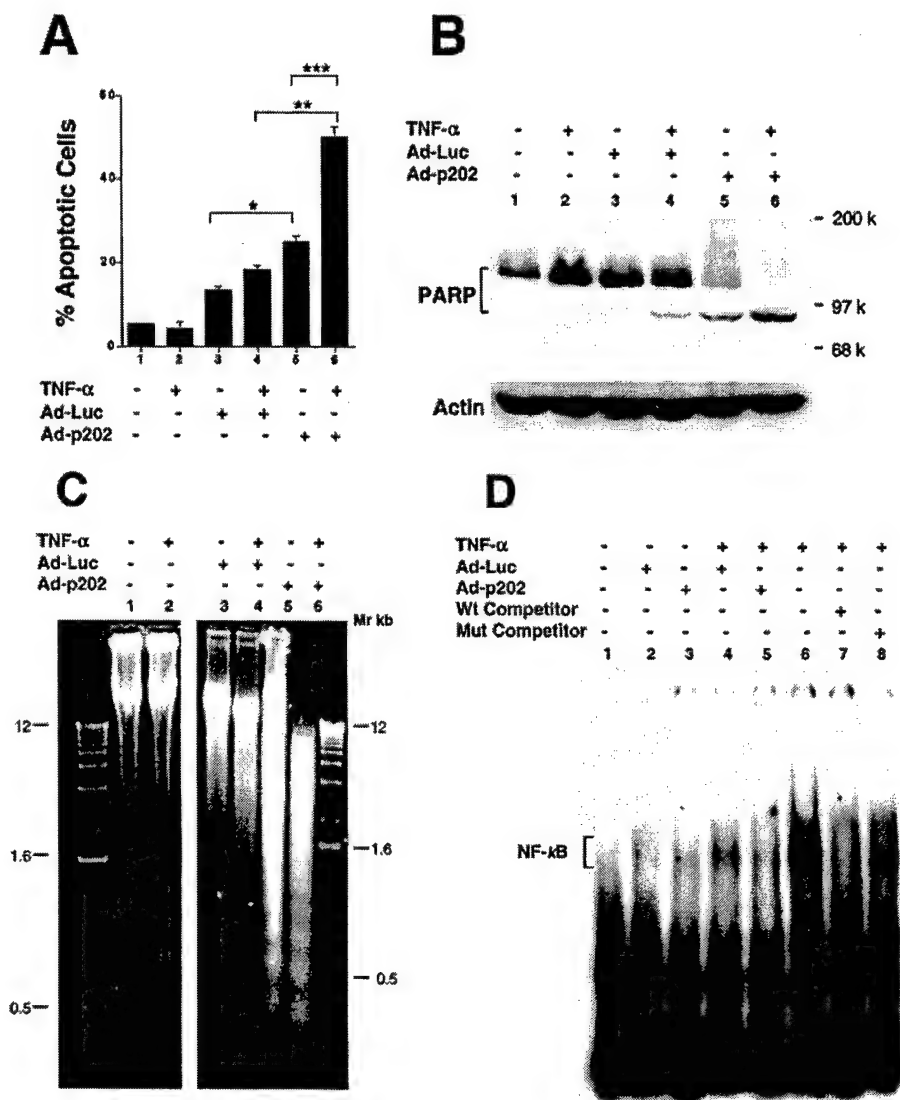 A
% Apoptotic Cells
60
40
20
0
* ** ***
1 2 3 4 5 6
TNF-α - + - + - +
Ad-Luc - - + + - -
Ad-p202 - - - - + +
B
TNF-α - + - + - +
Ad-Luc - - + + - -
Ad-p202 - - - - + +
1 2 3 4 5 6
- 200 k
PARP
- 97 k
- 68 k
Actin
C
TNF-α - + - + - +
Ad-Luc - - + + - -
Ad-p202 - - - - + +
1 2 3 4 5 6
Mr kb
12 12
1.6 1.6
0.5 0.5
D
TNF-α - - - + + + + +
Ad-Luc - + - + - - - -
Ad-p202 - - + - + - - -
Wt Competitor - - - - - - + -
Mut Competitor - - - - - - - +
1 2 3 4 5 6 7 8
NF-kB